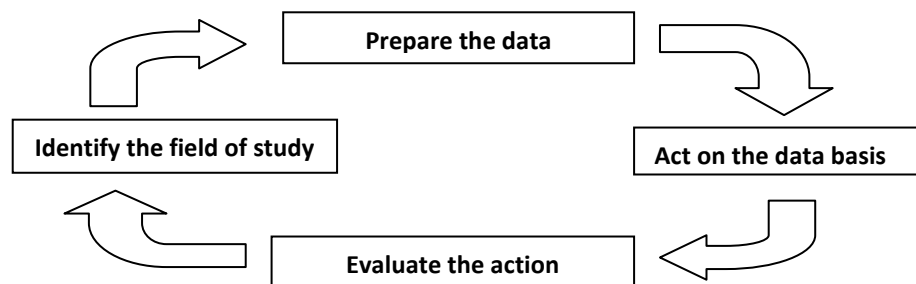 Prepare the data
Identify the field of study
Act on the data basis
Evaluate the action